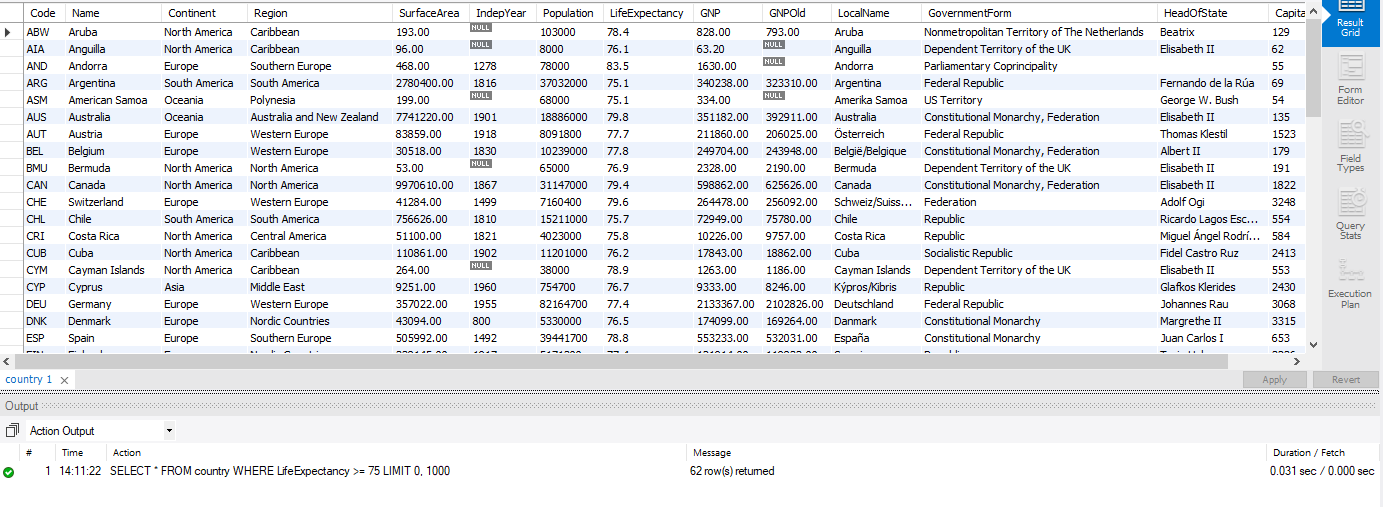 Code Name Continent Region SurfaceArea IndepYear Population LifeExpectancy GNP GNPOld LocalName GovernmentForm HeadOfState Capita
ABW Aruba North America Caribbean 193.00 NULL 103000 78.4 828.00 793.00 Aruba Nonmetropolitan Territory of The Netherlands Beatrix 129
AIA Anguilla North America Caribbean 96.00 NULL 8000 76.1 63.20 NULL Anguilla Dependent Territory of the UK Elisabeth II 62
AND Andorra Europe Southern Europe 468.00 1278 78000 83.5 1630.00 NULL Andorra Parliamentary Coprincipality 55
ARG Argentina South America South America 2780400.00 1816 37032000 75.1 340238.00 323310.00 Argentina Federal Republic Fernando de la Rúa 69
ASM American Samoa Oceania Polynesia 199.00 NULL 68000 75.1 334.00 NULL Amerika Samoa US Territory George W. Bush 54
AUS Australia Oceania Australia and New Zealand 7741220.00 1901 18886000 79.8 351182.00 392911.00 Australia Constitutional Monarchy, Federation Elisabeth II 135
AUT Austria Europe Western Europe 83859.00 1918 8091800 77.7 211860.00 206025.00 Österreich Federal Republic Thomas Klestil 1523
BEL Belgium Europe Western Europe 30518.00 1830 10239000 77.8 249704.00 243948.00 België/Belgique Constitutional Monarchy, Federation Albert II 179
BMU Bermuda North America North America 53.00 NULL 65000 76.9 2328.00 2190.00 Bermuda Dependent Territory of the UK Elisabeth II 191
CAN Canada North America North America 9970610.00 1867 31147000 79.4 598862.00 625626.00 Canada Constitutional Monarchy, Federation Elisabeth II 1822
CHE Switzerland Europe Western Europe 41284.00 1499 7160400 79.6 264478.00 256092.00 Schweiz/Suiss... Federation Adolf Ogi 3248
CHL Chile South America South America 756626.00 1810 15211000 75.7 72949.00 75780.00 Chile Republic Ricardo Lagos Esc... 554
CRI Costa Rica North America Central America 51100.00 1821 4023000 75.8 10226.00 9757.00 Costa Rica Republic Miguel Ángel Rodrí... 584
CUB Cuba North America Caribbean 110861.00 1902 11201000 76.2 17843.00 18862.00 Cuba Socialistic Republic Fidel Castro Ruz 2413
CYM Cayman Islands North America Caribbean 264.00 NULL 38000 78.9 1263.00 1186.00 Cayman Islands Dependent Territory of the UK Elisabeth II 553
CYP Cyprus Asia Middle East 9251.00 1960 754700 76.7 9333.00 8246.00 Kýpros/Kibris Republic Glafkos Klerides 2430
DEU Germany Europe Western Europe 357022.00 1955 82164700 77.4 2133367.00 2102826.00 Deutschland Federal Republic Johannes Rau 3068
DNK Denmark Europe Nordic Countries 43094.00 800 5330000 76.5 174099.00 169264.00 Danmark Constitutional Monarchy Margrethe II 3315
ESP Spain Europe Southern Europe 505992.00 1492 39441700 78.8 553233.00 532031.00 España Constitutional Monarchy Juan Carlos I 653
Result
Grid
Form
Editor
Field
Types
Query
Stats
Execution
Plan
country 1
Apply Revert
Output
Action Output
# Time Action Message Duration / Fetch
1 14:11:22 SELECT * FROM country WHERE LifeExpectancy >= 75 LIMIT 0, 1000 62 row(s) returned 0.031 sec / 0.000 sec